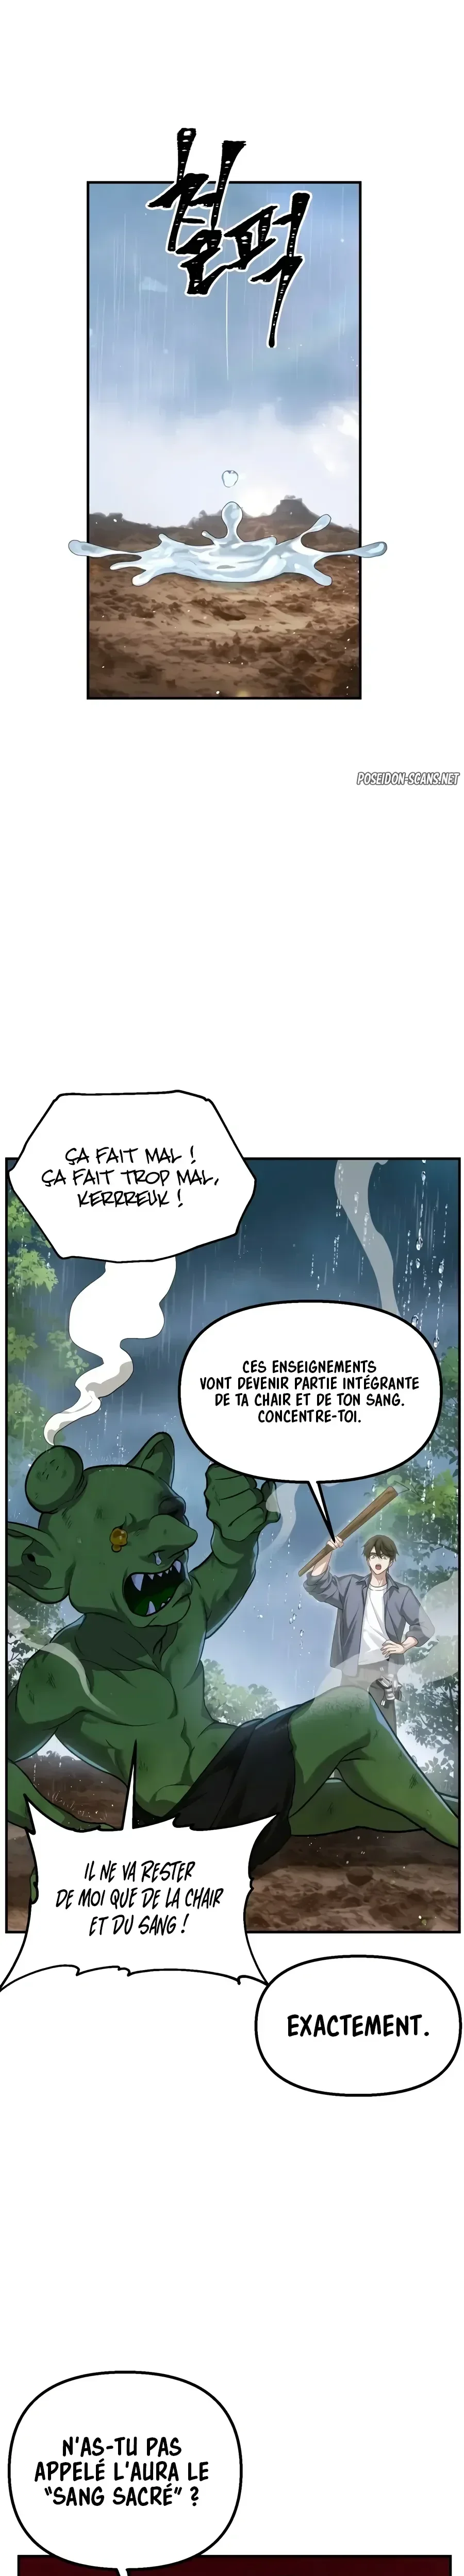 철퍽
POSEIDON-SCANS.NET
ÇA FAIT MAL !
ÇA FAIT TROP MAL,
KERRREUK !
CES ENSEIGNEMENTS
VONT DEVENIR PARTIE INTÉGRANTE
DE TA CHAIR ET DE TON SANG.
CONCENTRE-TOI.
IL NE VA RESTER
DE MOI QUE DE LA CHAIR
ET DU SANG !
EXACTEMENT.
N'AS-TU PAS
APPELÉ L'AURA LE
"SANG SACRÉ" ?